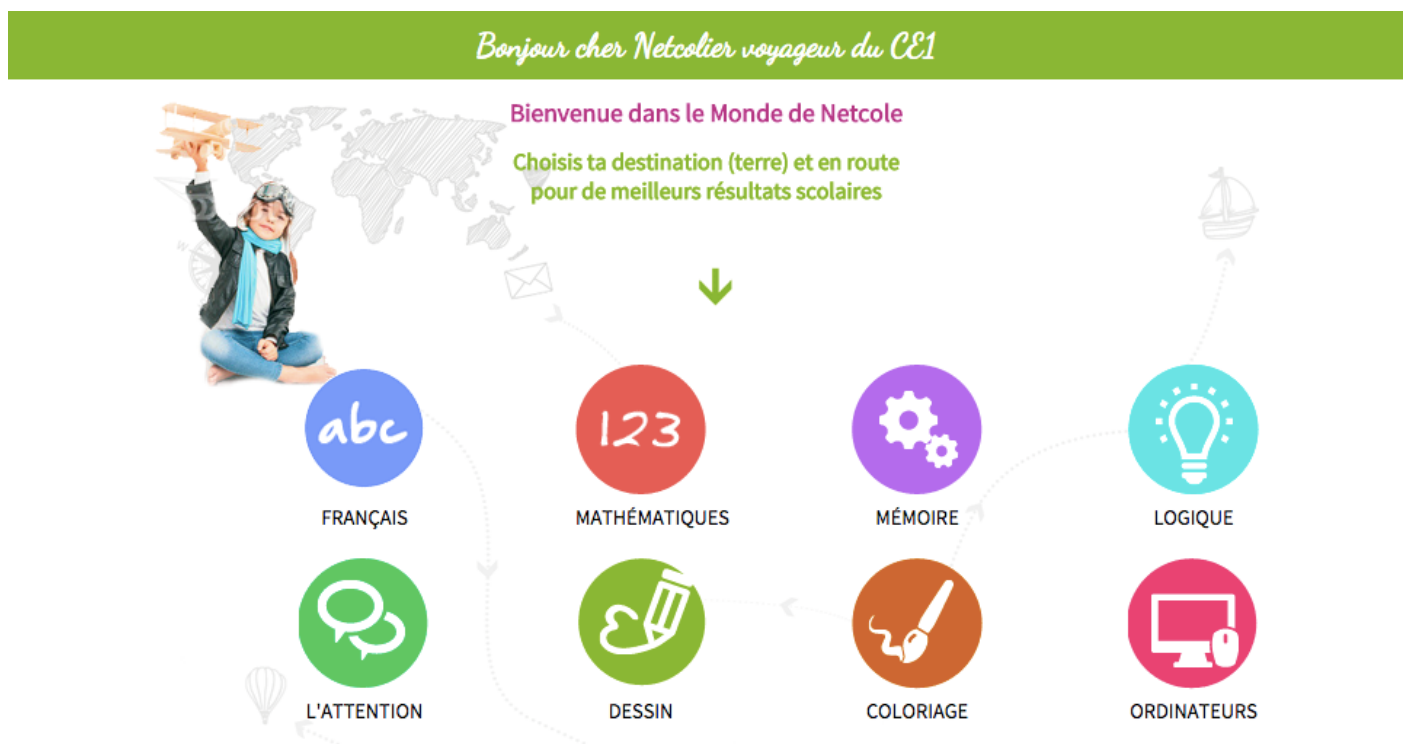 Bonjour cher Netcolier voyageur du CE1
Bienvenue dans le Monde de Netcole
Choisis ta destination (terre) et en route
pour de meilleurs résultats scolaires
W
abc
123
FRANÇAIS
MATHÉMATIQUES
MÉMOIRE
LOGIQUE
L'ATTENTION
DESSIN
COLORIAGE
ORDINATEURS